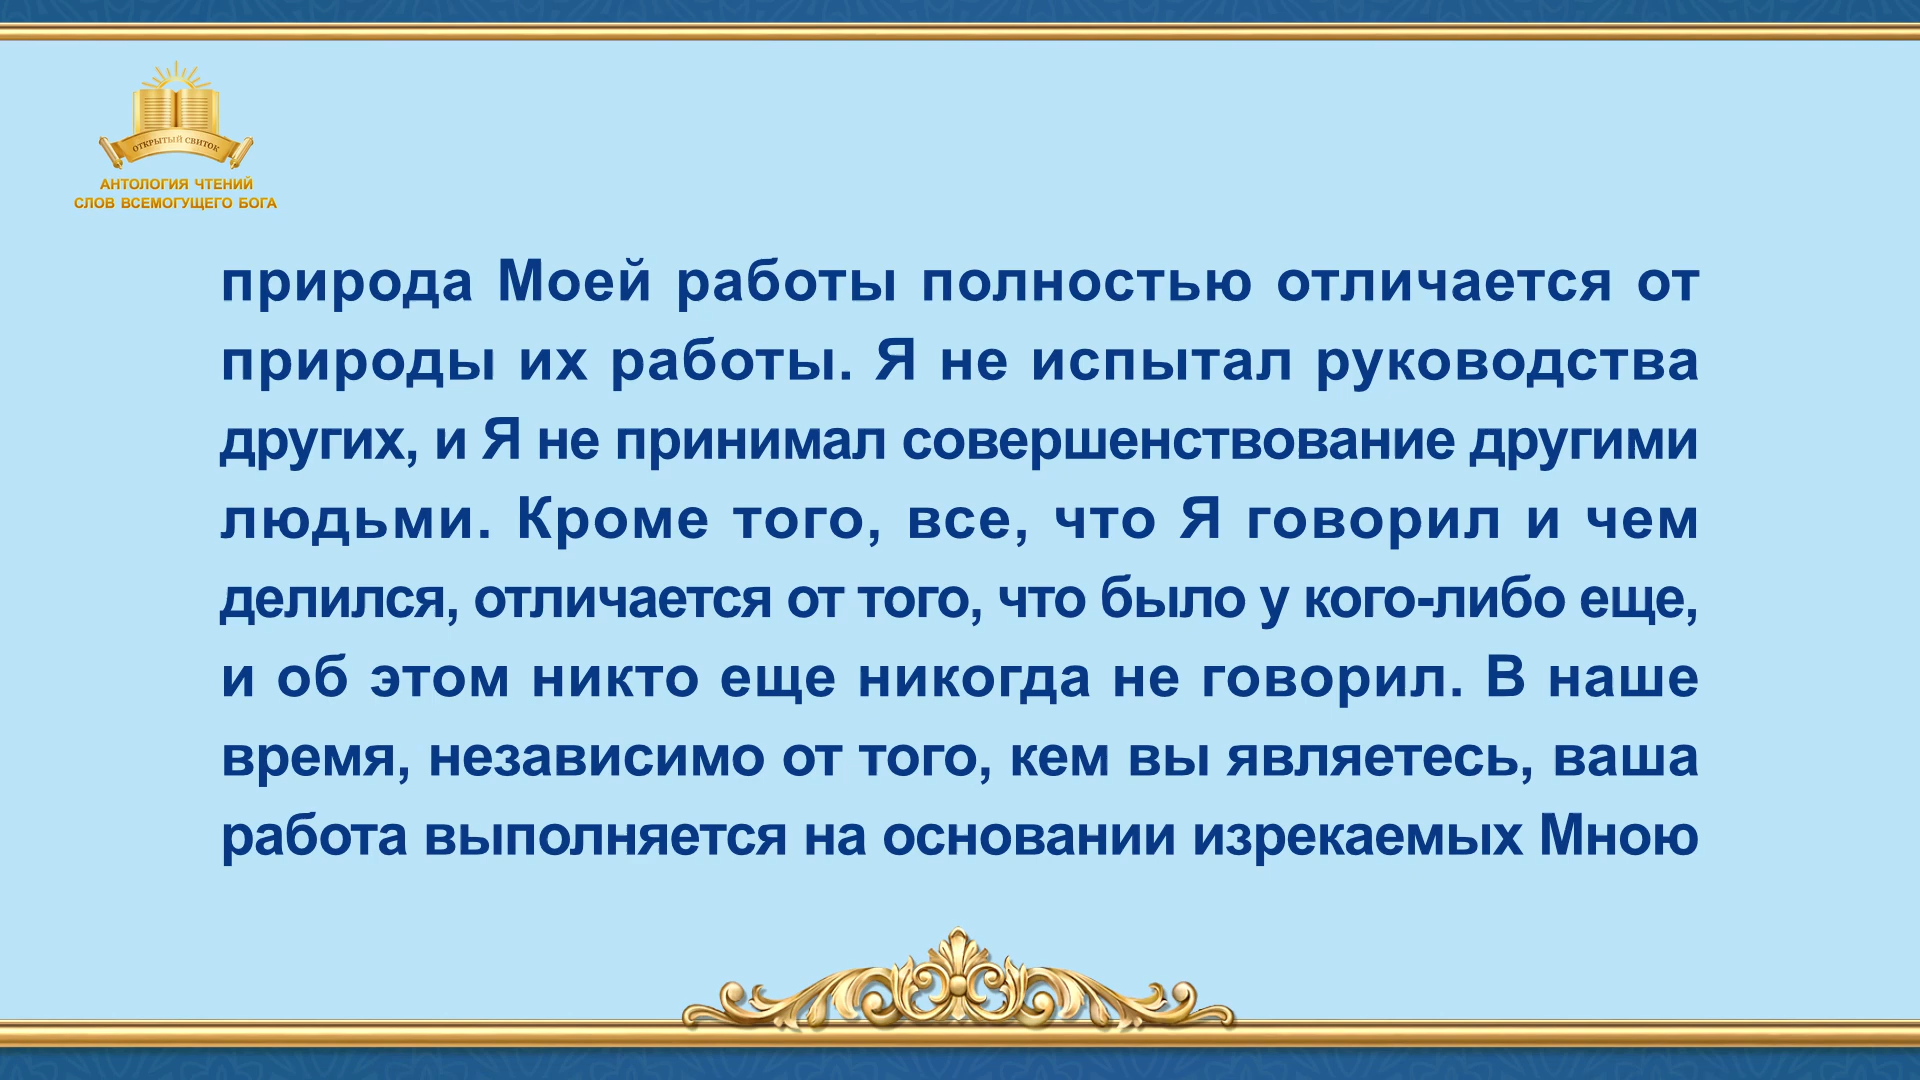 ОТКРЫТЫЙ СВИТОК
АНТОЛОГИЯ ЧТЕНИЙ
СЛОВ ВСЕМОГУЩЕГО БОГА
природа Моей работы полностью отличается от
природы их работы. Я не испытал руководства
других, и Я не принимал совершенствование другими
людьми. Кроме того, все, что Я говорил и чем
делился, отличается от того, что было у кого-либо еще,
и об этом никто еще никогда не говорил. В наше
время, независимо от того, кем вы являетесь, ваша
работа выполняется на основании изрекаемых Мною